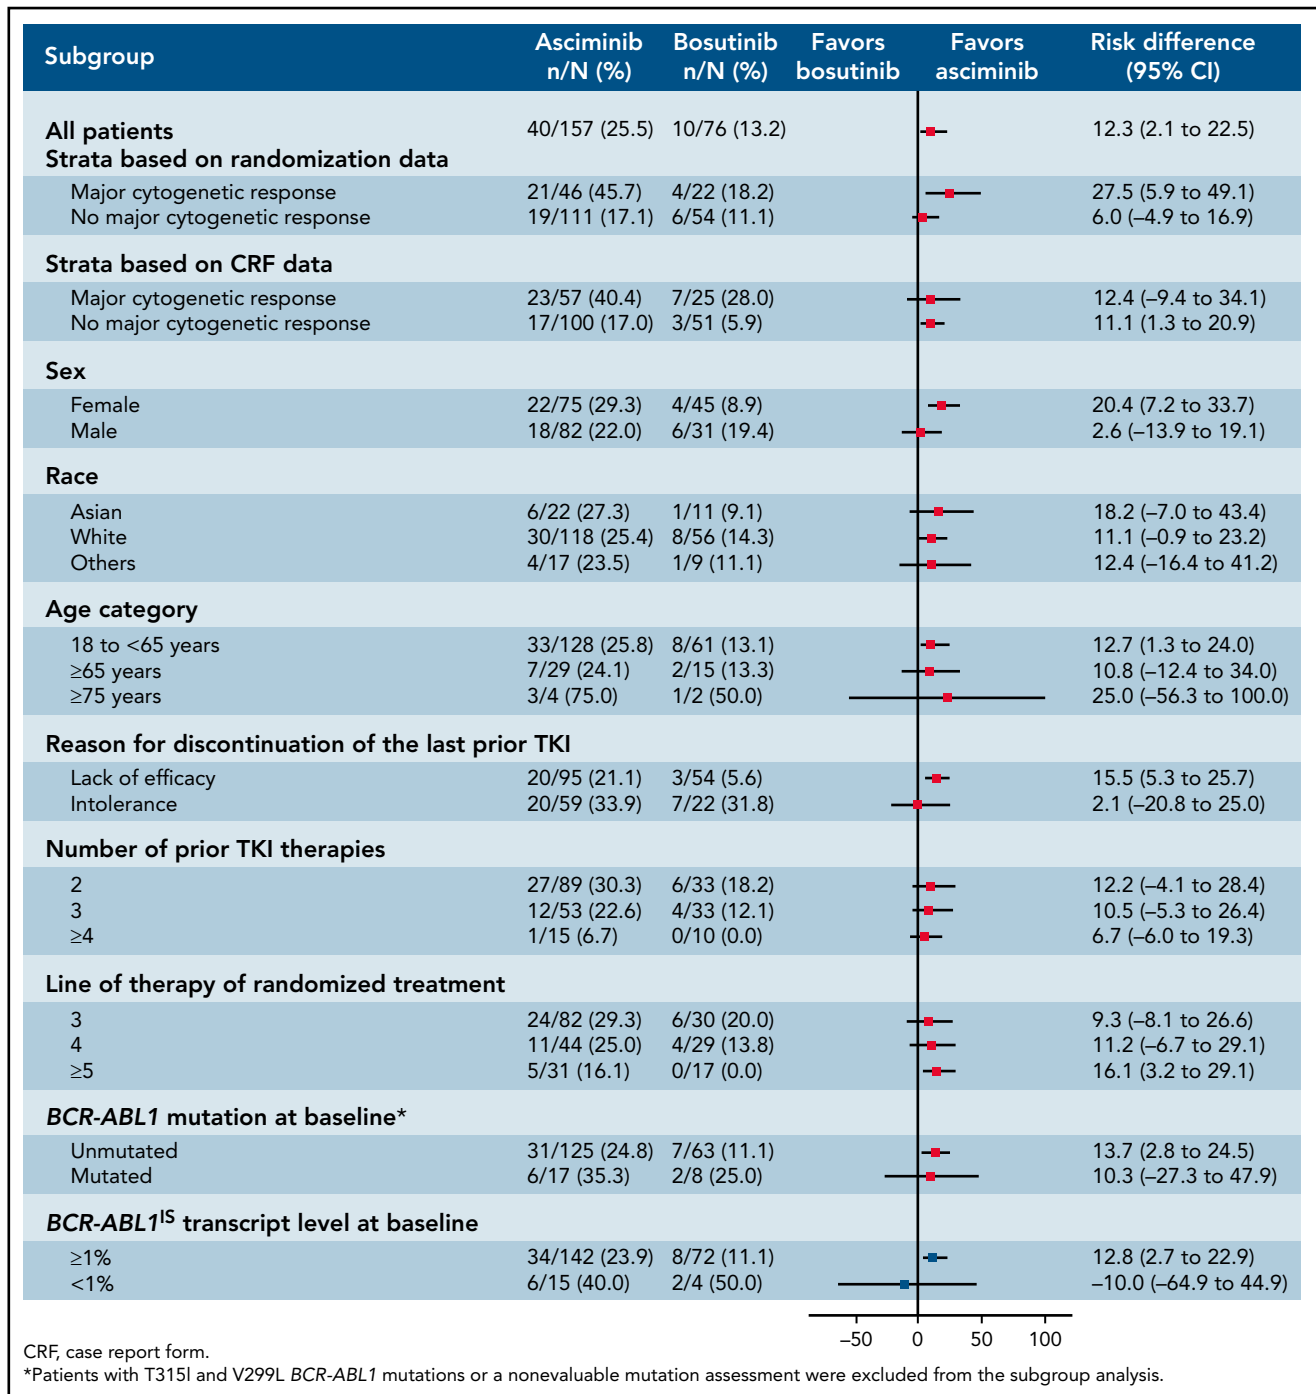 Subgroup Asciminib n/N (%) Bosutinib n/N (%) Favors bosutinib Favors asciminib Risk difference (95% CI)
All patients 40/157 (25.5) 10/76 (13.2) 12.3 (2.1 to 22.5)
Strata based on randomization data
Major cytogenetic response 21/46 (45.7) 4/22 (18.2) 27.5 (5.9 to 49.1)
No major cytogenetic response 19/111 (17.1) 6/54 (11.1) 6.0 (–4.9 to 16.9)
Strata based on CRF data
Major cytogenetic response 23/57 (40.4) 7/25 (28.0) 12.4 (–9.4 to 34.1)
No major cytogenetic response 17/100 (17.0) 3/51 (5.9) 11.1 (1.3 to 20.9)
Sex
Female 22/75 (29.3) 4/45 (8.9) 20.4 (7.2 to 33.7)
Male 18/82 (22.0) 6/31 (19.4) 2.6 (–13.9 to 19.1)
Race
Asian 6/22 (27.3) 1/11 (9.1) 18.2 (–7.0 to 43.4)
White 30/118 (25.4) 8/56 (14.3) 11.1 (–0.9 to 23.2)
Others 4/17 (23.5) 1/9 (11.1) 12.4 (–16.4 to 41.2)
Age category
18 to <65 years 33/128 (25.8) 8/61 (13.1) 12.7 (1.3 to 24.0)
≥65 years 7/29 (24.1) 2/15 (13.3) 10.8 (–12.4 to 34.0)
≥75 years 3/4 (75.0) 1/2 (50.0) 25.0 (–56.3 to 100.0)
Reason for discontinuation of the last prior TKI
Lack of efficacy 20/95 (21.1) 3/54 (5.6) 15.5 (5.3 to 25.7)
Intolerance 20/59 (33.9) 7/22 (31.8) 2.1 (–20.8 to 25.0)
Number of prior TKI therapies
2 27/89 (30.3) 6/33 (18.2) 12.2 (–4.1 to 28.4)
3 12/53 (22.6) 4/33 (12.1) 10.5 (–5.3 to 26.4)
≥4 1/15 (6.7) 0/10 (0.0) 6.7 (–6.0 to 19.3)
Line of therapy of randomized treatment
3 24/82 (29.3) 6/30 (20.0) 9.3 (–8.1 to 26.6)
4 11/44 (25.0) 4/29 (13.8) 11.2 (–6.7 to 29.1)
≥5 5/31 (16.1) 0/17 (0.0) 16.1 (3.2 to 29.1)
BCR-ABL1 mutation at baseline*
Unmutated 31/125 (24.8) 7/63 (11.1) 13.7 (2.8 to 24.5)
Mutated 6/17 (35.3) 2/8 (25.0) 10.3 (–27.3 to 47.9)
BCR-ABL1IS transcript level at baseline
≥1% 34/142 (23.9) 8/72 (11.1) 12.8 (2.7 to 22.9)
<1% 6/15 (40.0) 2/4 (50.0) –10.0 (–64.9 to 44.9)
–50 0 50 100
CRF, case report form.
*Patients with T315I and V299L BCR-ABL1 mutations or a nonevaluable mutation assessment were excluded from the subgroup analysis.